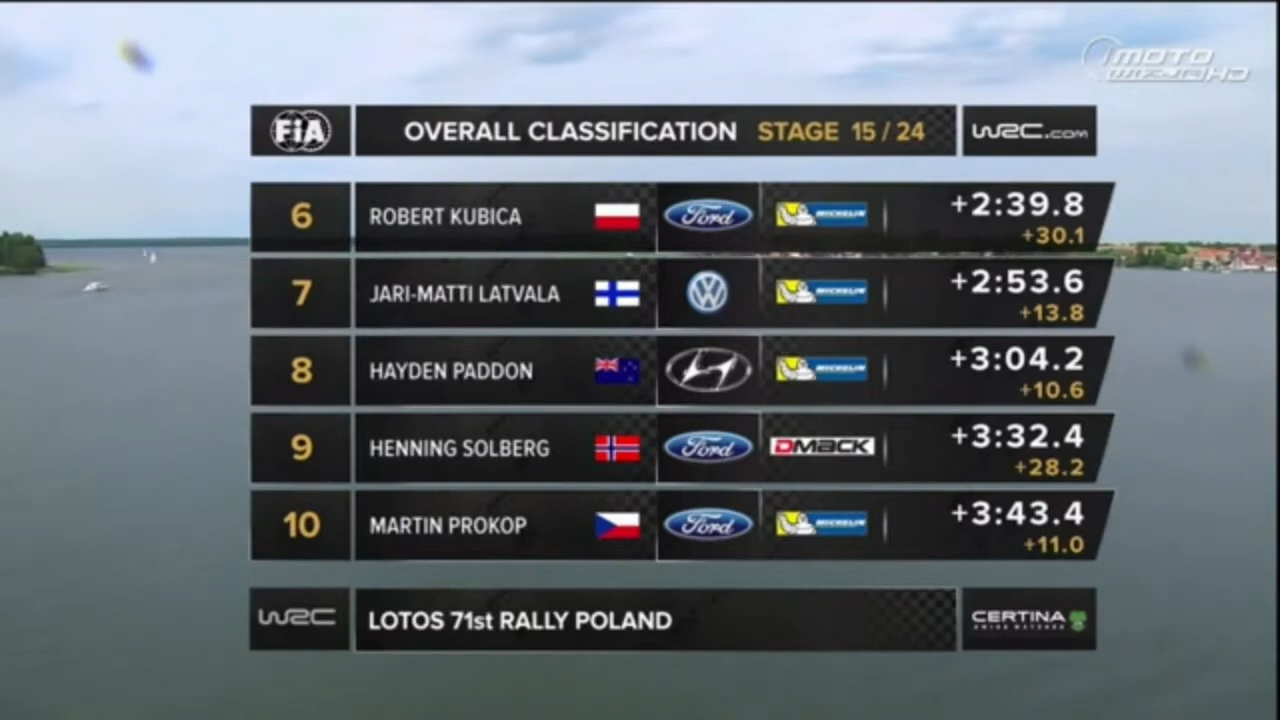 MOTO
WIZJA HD
FIA OVERALL CLASSIFICATION STAGE 15 / 24 WRC.COM
6 ROBERT KUBICA Ford MICHELIN +2:39.8
+30.1
7 JARI-MATTI LATVALA VW MICHELIN +2:53.6
+13.8
8 HAYDEN PADDON MICHELIN +3:04.2
+10.6
9 HENNING SOLBERG Ford DMACK +3:32.4
+28.2
10 MARTIN PROKOP Ford MICHELIN +3:43.4
+11.0
WRC LOTOS 71st RALLY POLAND CERTINA
SWISS WATCHES